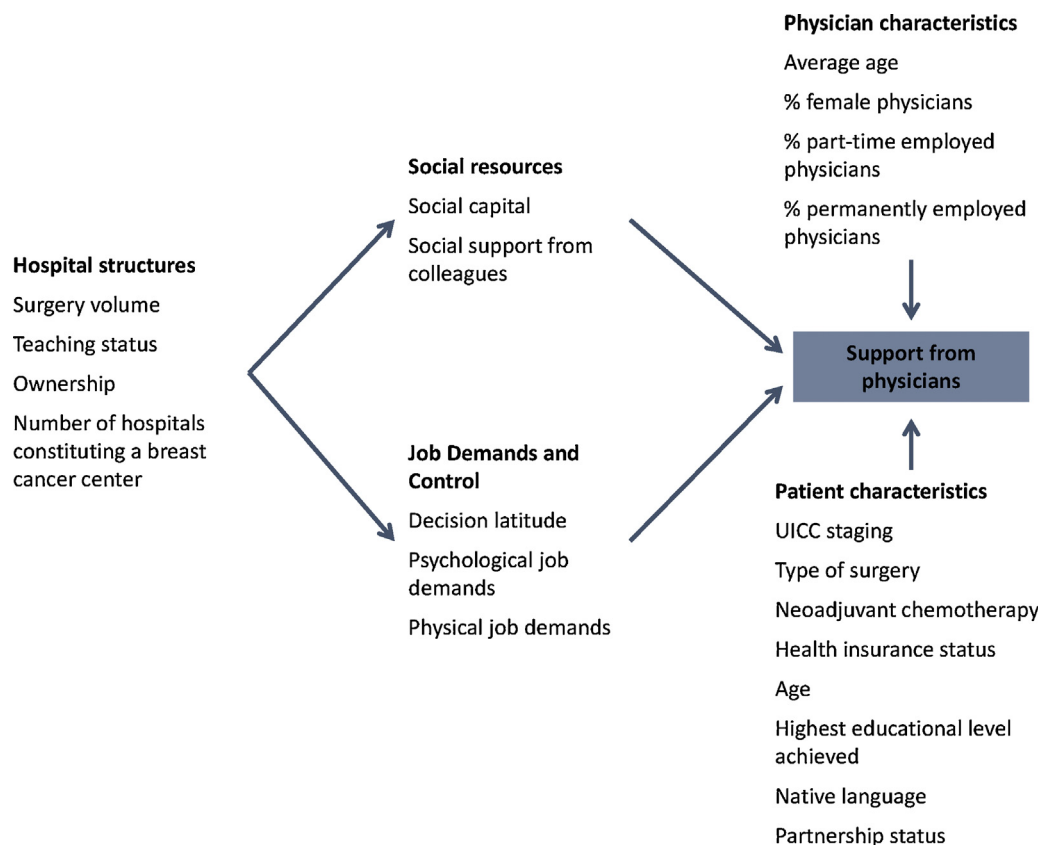 Physician characteristics
Average age
% female physicians
% part-time employed
physicians
% permanently employed
physicians
Social resources
Social capital
Social support from
colleagues
Hospital structures
Surgery volume
Teaching status
Ownership
Number of hospitals
constituting a breast
cancer center
Support from
physicians
Job Demands and
Control
Decision latitude
Psychological job
demands
Physical job demands
Patient characteristics
UICC staging
Type of surgery
Neoadjuvant chemotherapy
Health insurance status
Age
Highest educational level
achieved
Native language
Partnership status